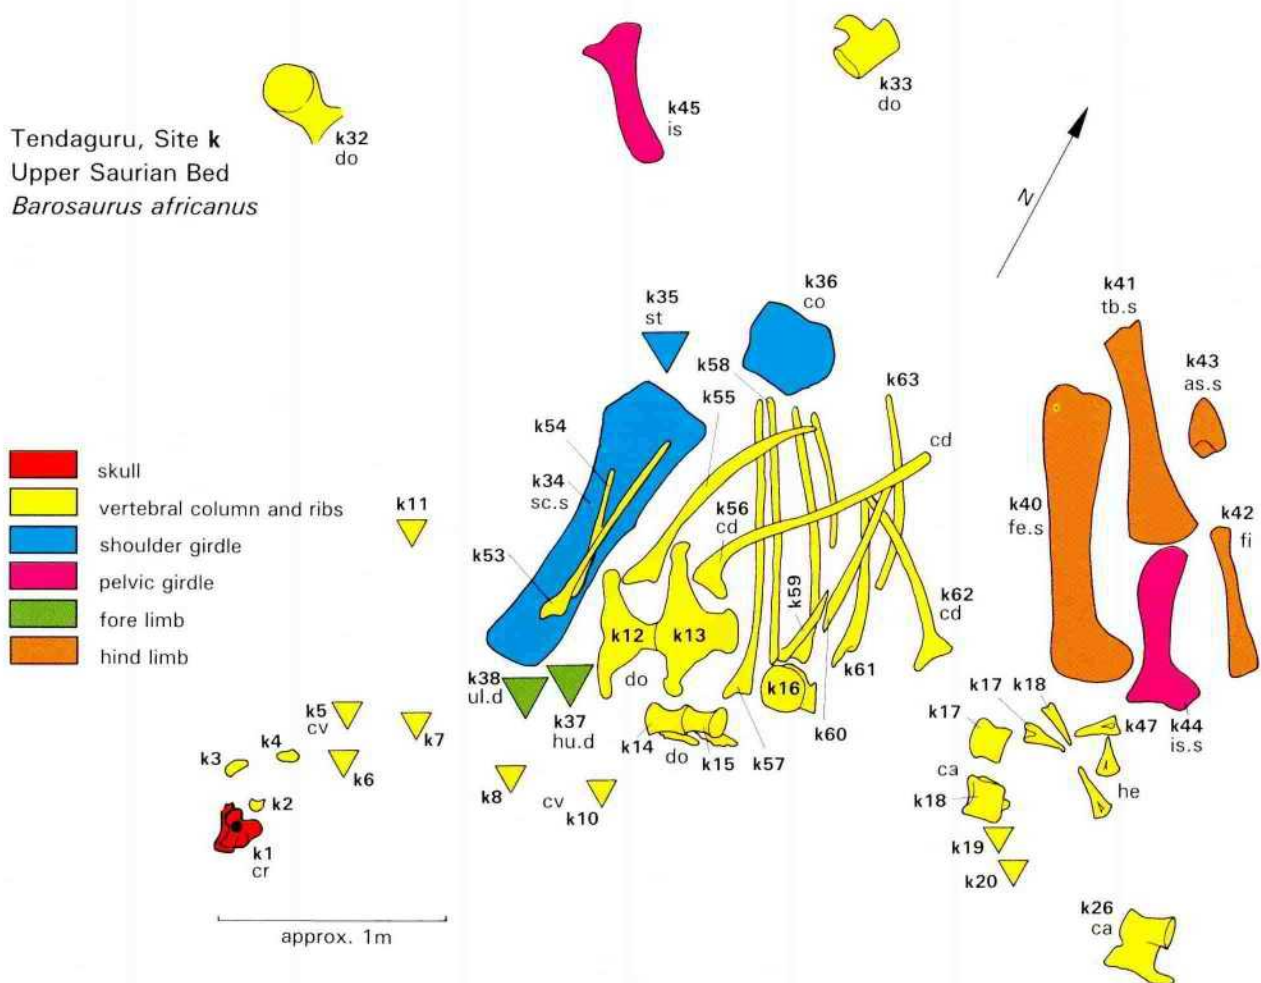 k33
do
k45
is
k32
do
Tendaguru, Site k
Upper Saurian Bed
Barosaurus africanus
N
k41
tb.s
k36
co
k35
st
k43
as.s
k58
k63
k55
k54
cd
skull
k34
sc.s
vertebral column and ribs
k11
k56
cd
k40
fe.s
k42
fi
shoulder girdle
k53
pelvic girdle
k59
k62
cd
fore limb
k12
k13
hind limb
k38
ul.d
do
k16
k61
k17
k18
k5
cv
k37
hu.d
k17
k47
k44
is.s
k4
k7
k14
k60
k3
k6
do
k15
k57
ca
he
k8
cv
k10
k18
k2
k19
k1
cr
k20
k26
ca
approx. 1m